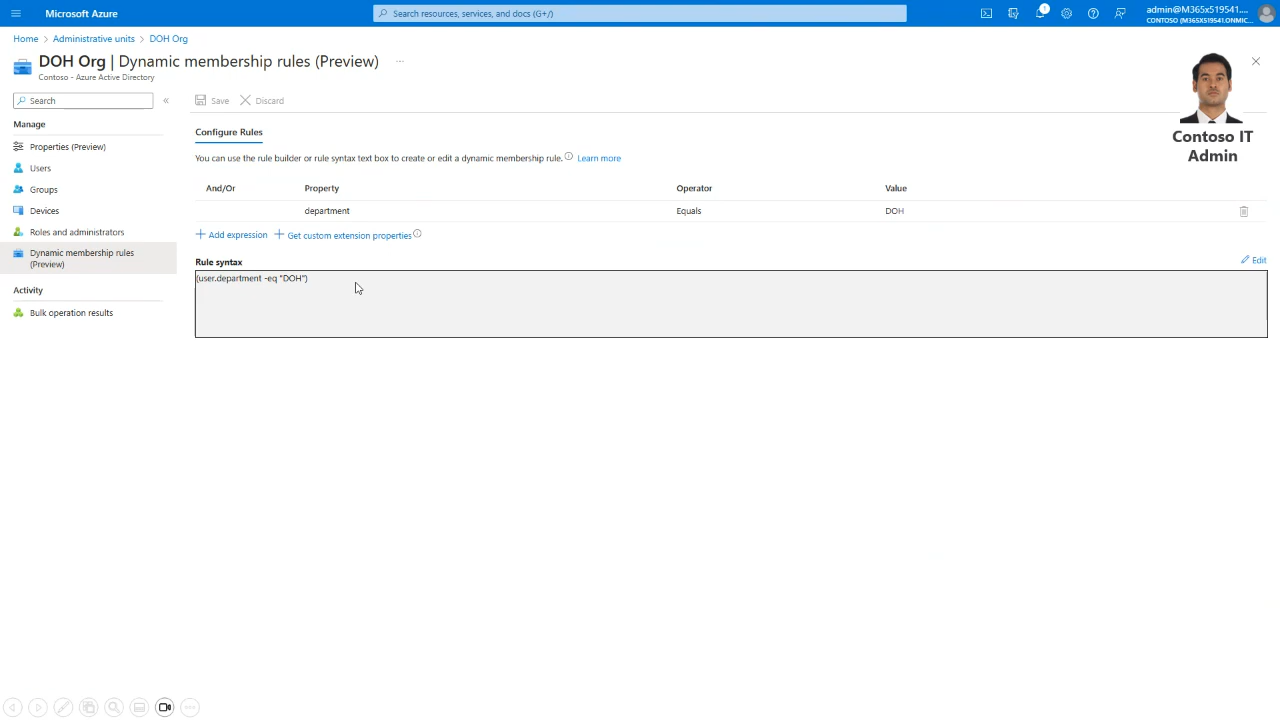 Microsoft Azure
Search resources, services, and docs (G+/)
1
admin@M365x519541....
CONTOSO (M365X519541.ONMIC...
Home > Administrative units > DOH Org
DOH Org | Dynamic membership rules (Preview) ...
Contoso - Azure Active Directory
Search
«
Save
Discard
Contoso IT
Admin
Manage
Properties (Preview)
Users
Groups
Devices
Roles and administrators
Dynamic membership rules
(Preview)
Activity
Bulk operation results
Configure Rules
You can use the rule builder or rule syntax text box to create or edit a dynamic membership rule. Learn more
And/Or Property Operator Value
department Equals DOH
+ Add expression + Get custom extension properties
Rule syntax
Edit
(user.department -eq "DOH")